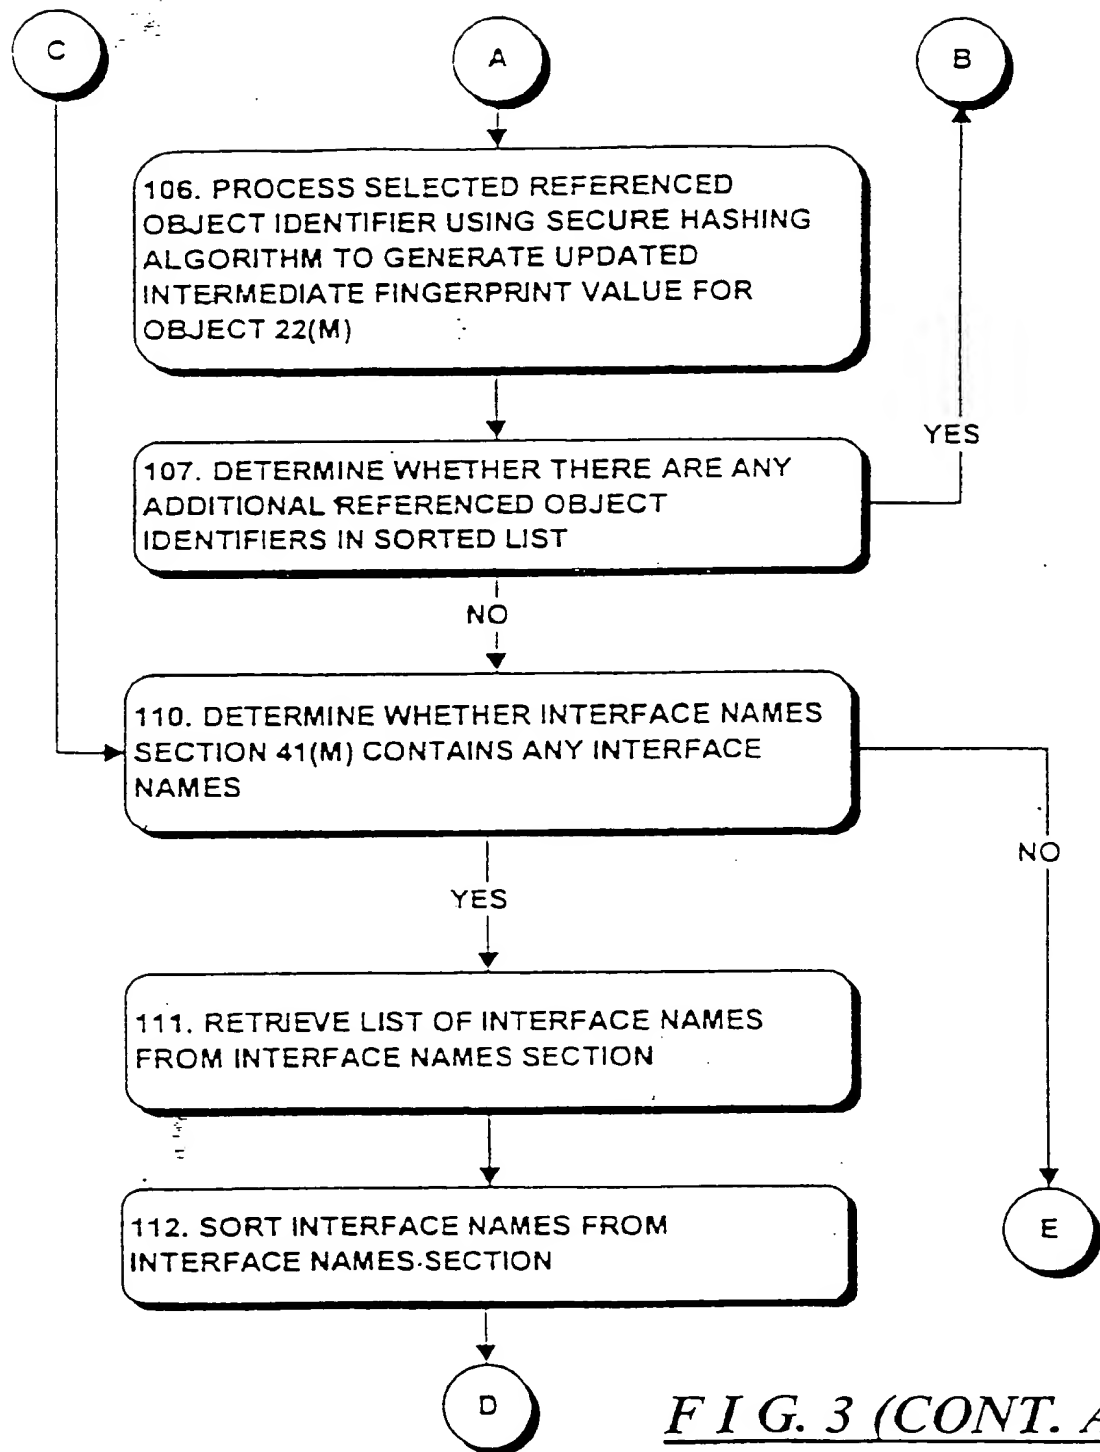 C
A
B
106. PROCESS SELECTED REFERENCED
OBJECT IDENTIFIER USING SECURE HASHING
ALGORITHM TO GENERATE UPDATED
INTERMEDIATE FINGERPRINT VALUE FOR
OBJECT 22(M)
YES
107. DETERMINE WHETHER THERE ARE ANY
ADDITIONAL REFERENCED OBJECT
IDENTIFIERS IN SORTED LIST
NO
110. DETERMINE WHETHER INTERFACE NAMES
SECTION 41(M) CONTAINS ANY INTERFACE
NAMES
NO
YES
111. RETRIEVE LIST OF INTERFACE NAMES
FROM INTERFACE NAMES SECTION
112. SORT INTERFACE NAMES FROM
INTERFACE NAMES SECTION
E
D
F I G. 3 (CONT. A